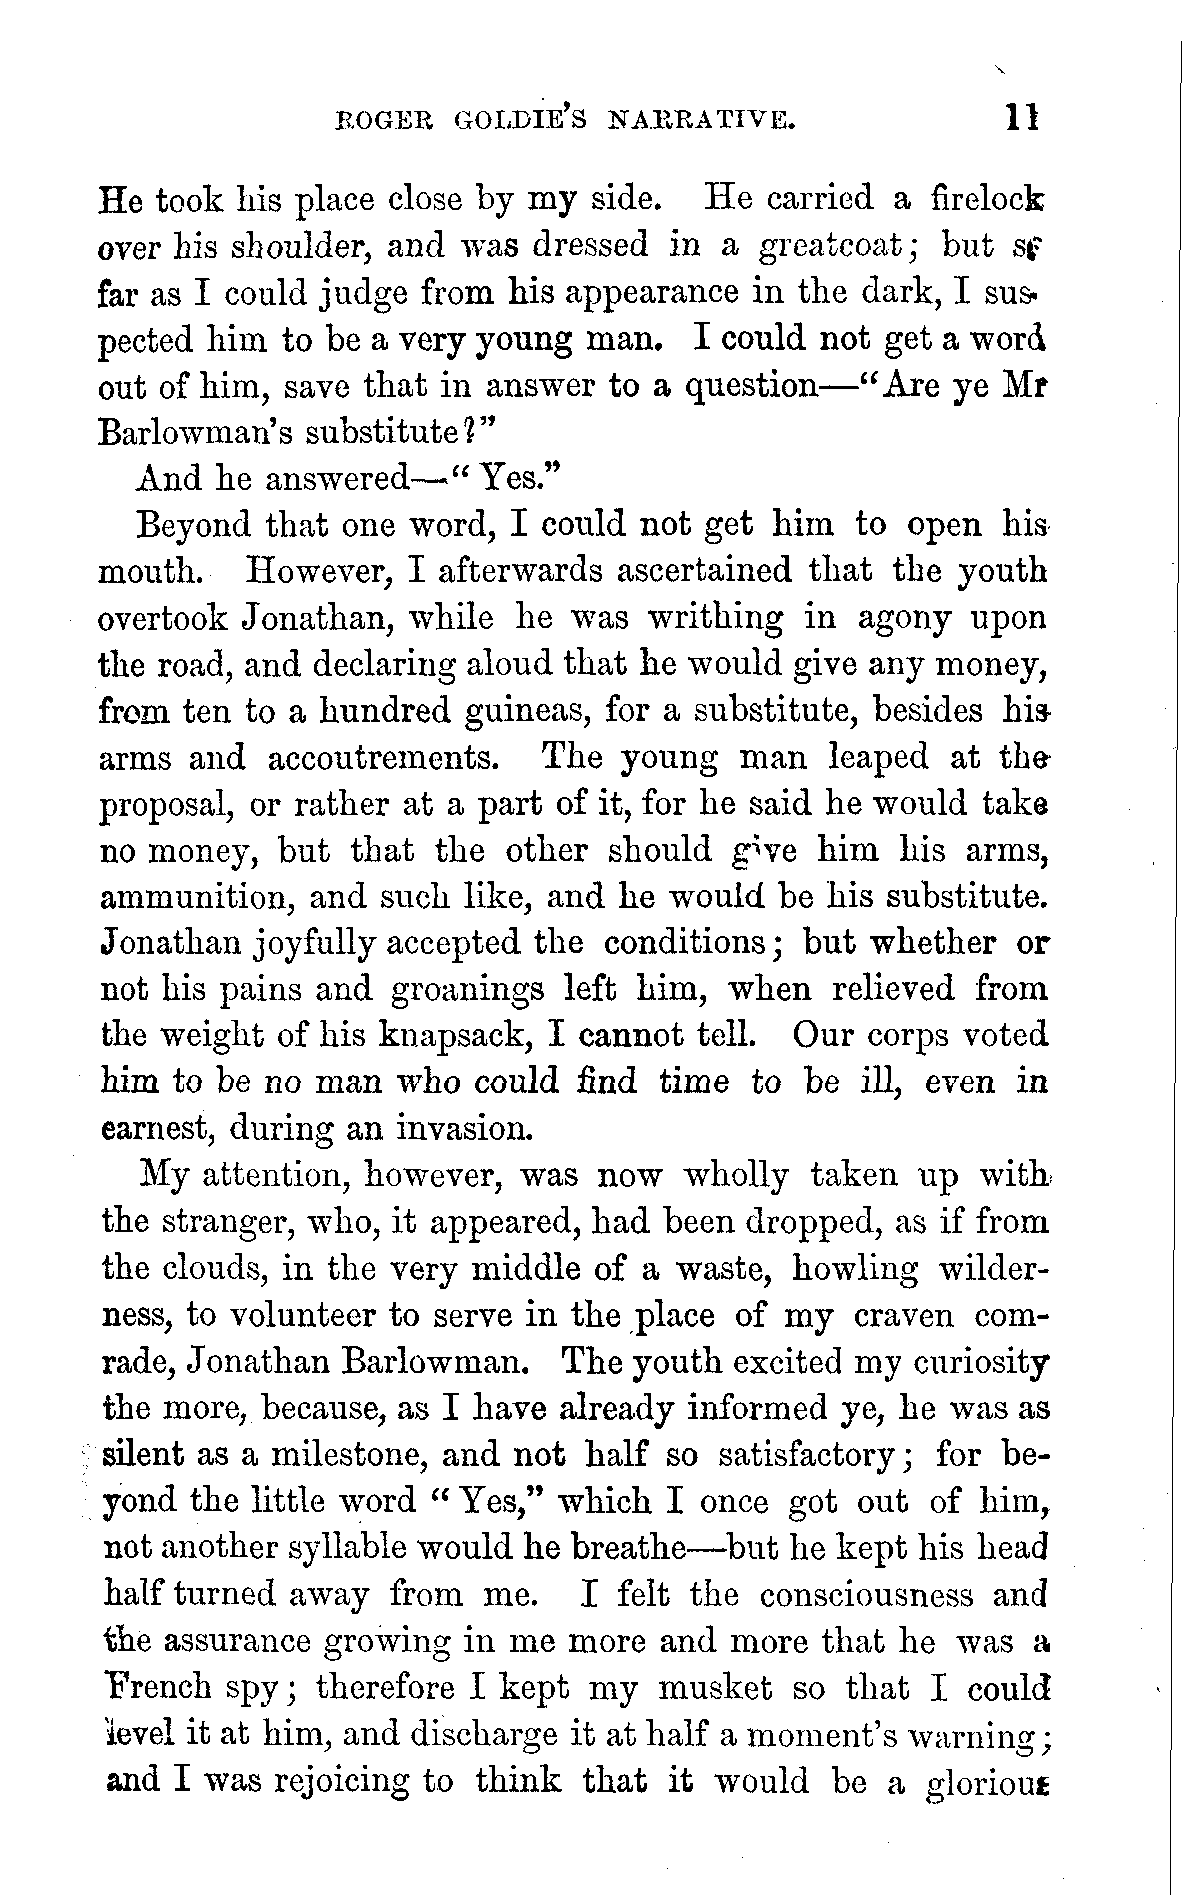 ROGER GOLDIE'S NARRATIVE. 11
He took his place close by my side. He carried a firelock
over his shoulder, and was dressed in a greatcoat; but so
far as I could judge from his appearance in the dark, I sus-
pected him to be a very young man. I could not get a word
out of him, save that in answer to a question—"Are ye Mr
Barlowman's substitute?"
And he answered—"Yes."
Beyond that one word, I could not get him to open his
mouth. However, I afterwards ascertained that the youth
overtook Jonathan, while he was writhing in agony upon
the road, and declaring aloud that he would give any money,
from ten to a hundred guineas, for a substitute, besides his
arms and accoutrements. The young man leaped at the
proposal, or rather at a part of it, for he said he would take
no money, but that the other should give him his arms,
ammunition, and such like, and he would be his substitute.
Jonathan joyfully accepted the conditions; but whether or
not his pains and groanings left him, when relieved from
the weight of his knapsack, I cannot tell. Our corps voted
him to be no man who could find time to be ill, even in
earnest, during an invasion.
My attention, however, was now wholly taken up with
the stranger, who, it appeared, had been dropped, as if from
the clouds, in the very middle of a waste, howling wilder-
ness, to volunteer to serve in the place of my craven com-
rade, Jonathan Barlowman. The youth excited my curiosity
the more, because, as I have already informed ye, he was as
silent as a milestone, and not half so satisfactory; for be-
yond the little word "Yes," which I once got out of him,
not another syllable would he breathe—but he kept his head
half turned away from me. I felt the consciousness and
the assurance growing in me more and more that he was a
French spy; therefore I kept my musket so that I could
level it at him, and discharge it at half a moment's warning;
and I was rejoicing to think that it would be a glorious